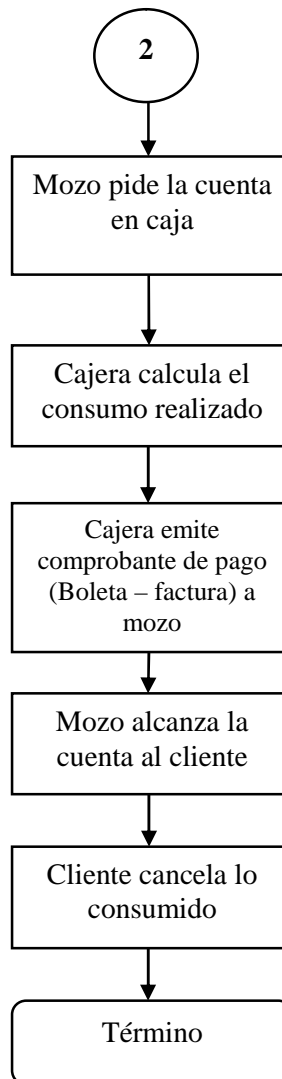 2
Mozo pide la cuenta
en caja
Cajera calcula el
consumo realizado
Cajera emite
comprobante de pago
(Boleta – factura) a
mozo
Mozo alcanza la
cuenta al cliente
Cliente cancela lo
consumido
Término